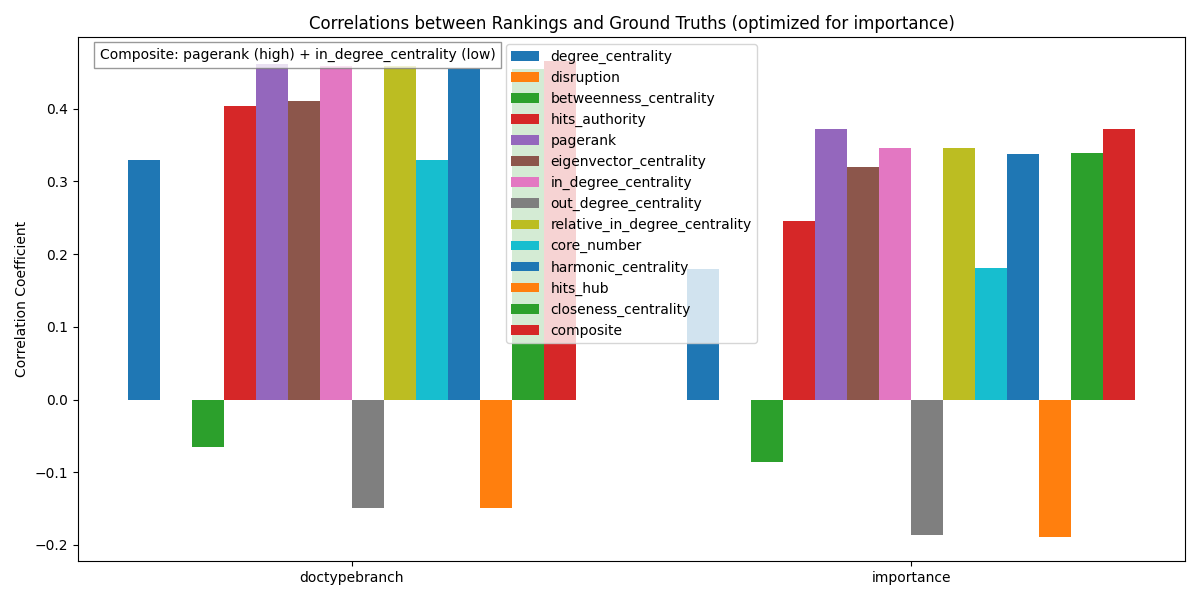 Correlations between Rankings and Ground Truths (optimized for importance)
Composite: pagerank (high) + in_degree_centrality (low)
degree_centrality
disruption
betweenness_centrality
hits_authority
pagerank
eigenvector_centrality
in_degree_centrality
out_degree_centrality
relative_in_degree_centrality
core_number
harmonic_centrality
hits_hub
closeness_centrality
composite
Correlation Coefficient
0.4
0.3
0.2
0.1
0.0
−0.1
−0.2
doctypebranch
importance